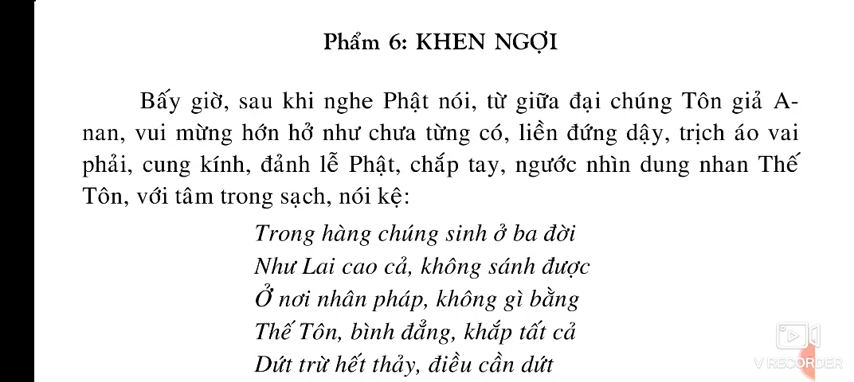 Phẩm 6: KHEN NGỢI
Bấy giờ, sau khi nghe Phật nói, từ giữa đại chúng Tôn giả A-
nan, vui mừng hớn hở như chưa từng có, liền đứng dậy, trịch áo vai
phải, cung kính, đảnh lễ Phật, chắp tay, ngước nhìn dung nhan Thế
Tôn, với tâm trong sạch, nói kệ:
Trong hàng chúng sinh ở ba đời
Như Lai cao cả, không sánh được
Ở nơi nhân pháp, không gì bằng
Thế Tôn, bình đẳng, khắp tất cả
Dứt trừ hết thảy, điều cần dứt
V RECORDER